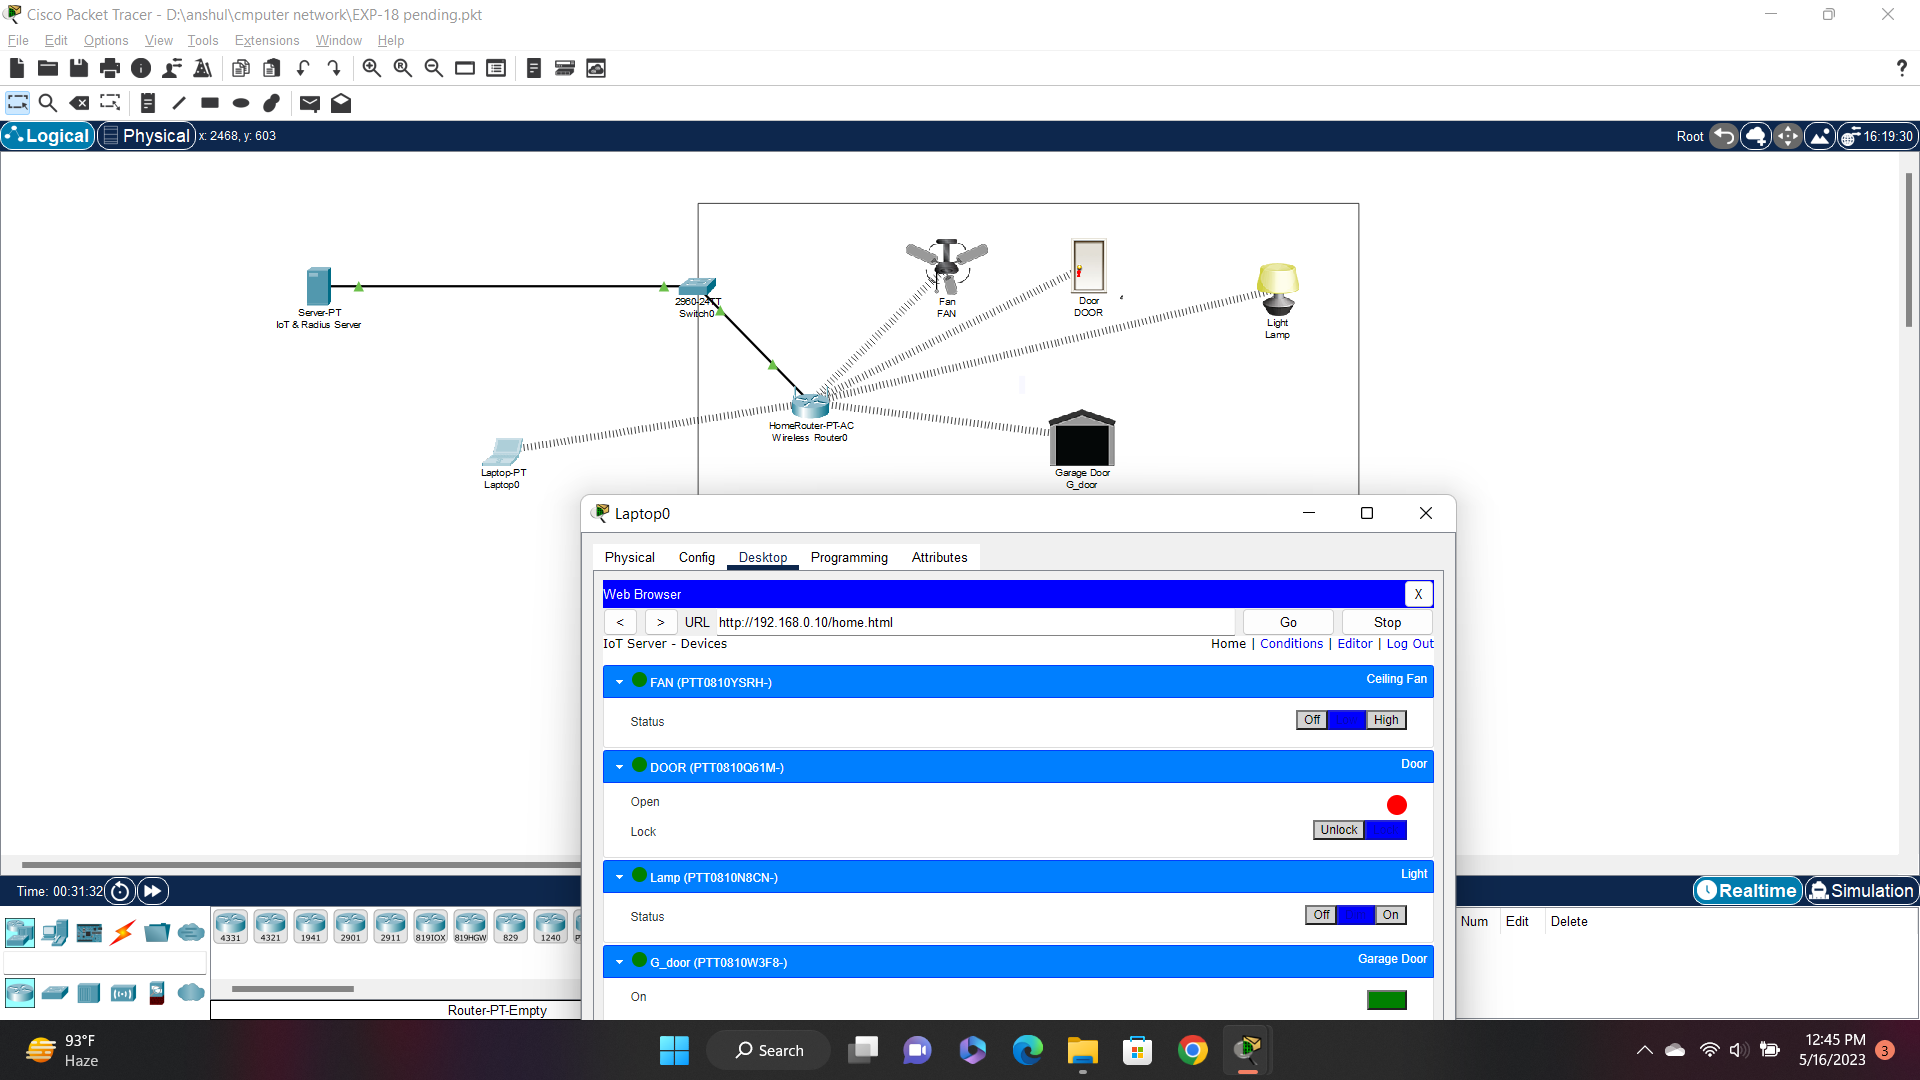 Cisco Packet Tracer - D:\anshul\cmputer network\EXP-18 pending.pkt
File Edit Options View Tools Extensions Window Help
?
Logical Physical x: 2468, y: 603 Root 16:19:30
Server-PT
IoT & Radius Server
2960-24TT
Switch0
Fan
FAN
Door
DOOR
Light
Lamp
HomeRouter-PT-AC
Wireless Router0
Laptop-PT
Laptop0
Garage Door
G_door
Laptop0
Physical Config Desktop Programming Attributes
Web Browser X
< > URL http://192.168.0.10/home.html Go Stop
IoT Server - Devices Home | Conditions | Editor | Log Out
FAN (PTT0810YSRH-) Ceiling Fan
Status Off High
DOOR (PTT0810Q61M-) Door
Open
Lock Unlock
Lamp (PTT0810N8CN-) Light
Status Off On
G_door (PTT0810W3F8-) Garage Door
On
Time: 00:31:32 Realtime Simulation
4331 4321 1941 2901 2911 819IOX 819HGW 829 1240
Num Edit Delete
Router-PT-Empty
93°F
Haze
Search
12:45 PM
5/16/2023
3